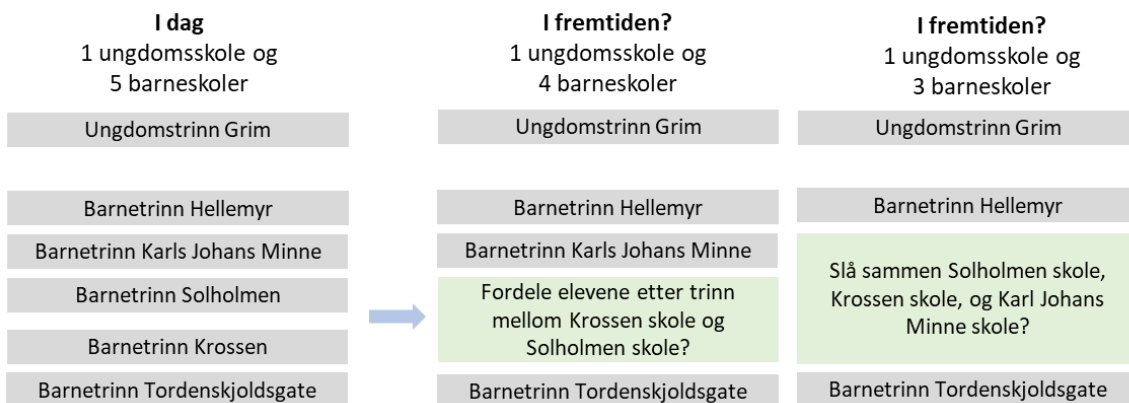 I dag
1 ungdomsskole og
5 barneskoler
Ungdomstrinn Grim
Barnetrinn Hellemyr
Barnetrinn Karls Johans Minne
Barnetrinn Solholmen
Barnetrinn Krossen
Barnetrinn Tordenskjoldsgate
I fremtiden?
1 ungdomsskole og
4 barneskoler
Ungdomstrinn Grim
Barnetrinn Hellemyr
Barnetrinn Karls Johans Minne
Fordele elevene etter trinn
mellom Krossen skole og
Solholmen skole?
Barnetrinn Tordenskjoldsgate
I fremtiden?
1 ungdomsskole og
3 barneskoler
Ungdomstrinn Grim
Barnetrinn Hellemyr
Slå sammen Solholmen skole,
Krossen skole, og Karl Johans
Minne skole?
Barnetrinn Tordenskjoldsgate